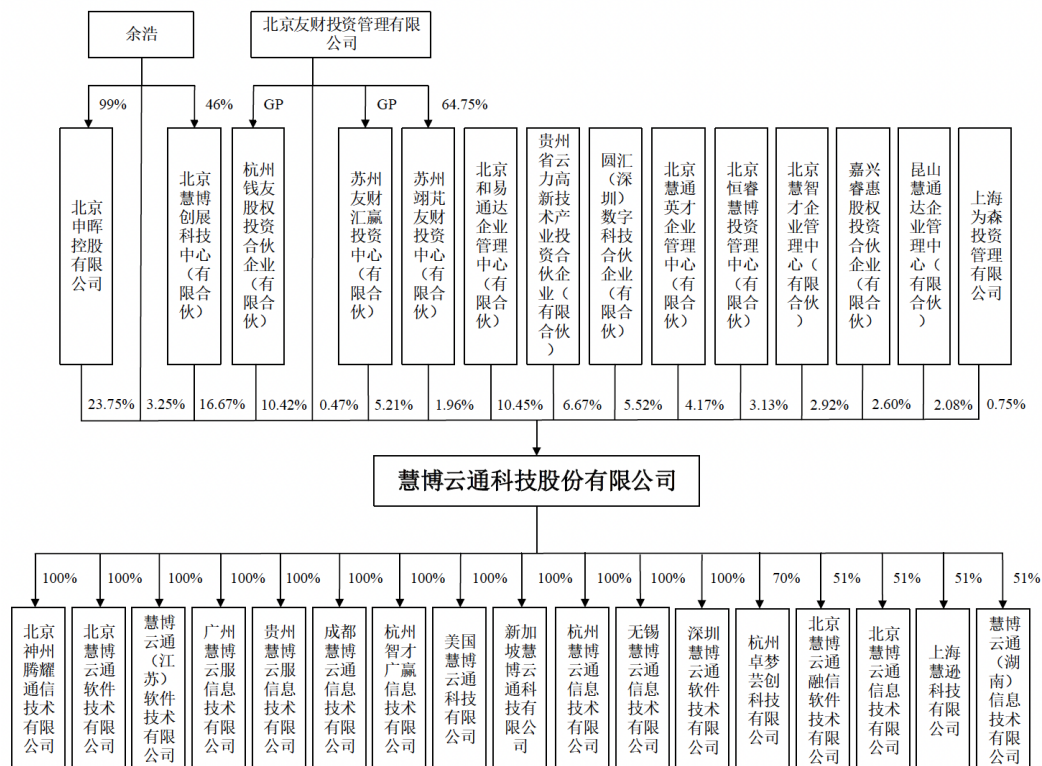 余浩
北京友财投资管理有限
公司
99%
46%
GP
GP
64.75%
北京
申晖
控股
有限
公司
北京
慧博
创展
科技
中心
（有
限合
伙）
杭州
钱友
股权
投资
合伙
企业
（有
限合
伙）
苏州
友财
汇赢
投资
中心
（有
限合
伙）
苏州
翊芃
友财
投资
中心
（有
限合
伙）
北京
和易
通达
企业
管理
中心
（有
限合
伙）
贵州
省云
力高
新技
术产
业投
资合
伙企
业（
有限
合伙
）
圆汇
（深
圳）
数字
科技
合伙
企业
（有
限合
伙）
北京
慧通
英才
企业
管理
中心
（有
限合
伙）
北京
恒睿
慧博
投资
管理
中心
（有
限合
伙）
北京
慧智
才企
业管
理中
心（
有限
合伙
）
嘉兴
睿惠
股权
投资
合伙
企业
（有
限合
伙）
昆山
慧通
达企
业管
理中
心（
有限
合伙
）
上海
为森
投资
管理
有限
公司
23.75%
3.25%
16.67%
10.42%
0.47%
5.21%
1.96%
10.45%
6.67%
5.52%
4.17%
3.13%
2.92%
2.60%
2.08%
0.75%
慧博云通科技股份有限公司
100%
100%
100%
100%
100%
100%
100%
100%
100%
100%
100%
100%
70%
51%
51%
51%
51%
北京
神州
腾耀
通信
技术
有限
公司
北京
慧博
云通
软件
技术
有限
公司
慧博
云通
（江
苏）
软件
技术
有限
公司
广州
慧博
云服
信息
技术
有限
公司
贵州
慧博
云服
信息
技术
有限
公司
成都
慧博
云通
信息
技术
有限
公司
杭州
智才
广赢
信息
技术
有限
公司
美国
慧博
云通
科技
有限
公司
新加
坡慧
博云
通科
技有
限公
司
杭州
慧博
云通
信息
技术
有限
公司
无锡
慧博
云通
信息
技术
有限
公司
深圳
慧博
云通
软件
技术
有限
公司
杭州
卓梦
芸创
科技
有限
公司
北京
慧博
云通
融信
软件
技术
有限
公司
北京
慧博
云通
信息
技术
有限
公司
上海
慧逊
科技
有限
公司
慧博
云通
（湖
南）
信息
技术
有限
公司